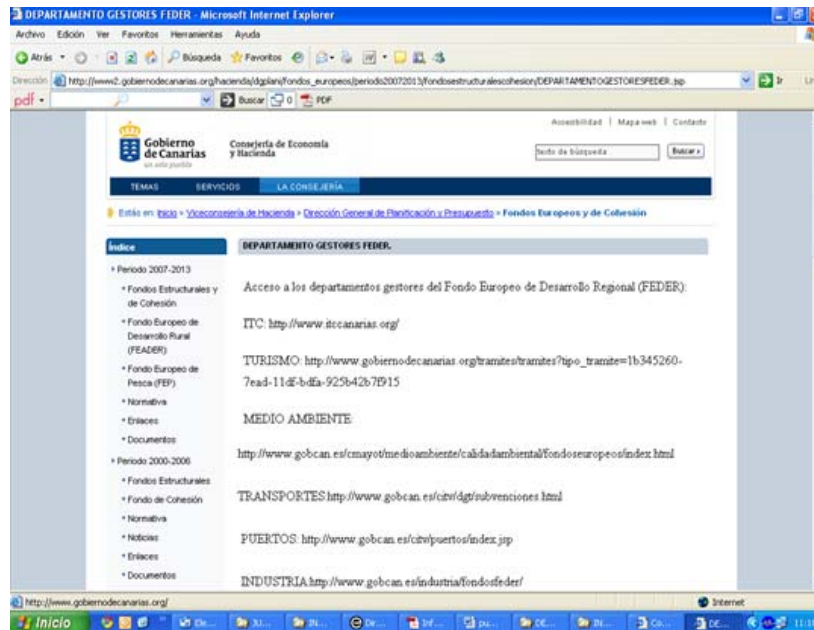 DEPARTAMENTO GESTORES FEDER - Microsoft Internet Explorer
Archivo Edición Ver Favoritos Herramientas Ayuda
Atrás Búsqueda Favoritos
Dirección http://www2.gobiernodecanarias.org/hacienda/dgplani/fondos_europeos/periodo20072013/fondosestructuralescohesion/DEPARTAMENTOGESTORESFEDER.jsp Ir
pdf Buscar 0 PDF
Accesibilidad | Mapa web | Contacto
Gobierno de Canarias
un solo pueblo
Consejería de Economía y Hacienda
Texto de búsqueda Buscar
TEMAS SERVICIOS LA CONSEJERÍA
Estás en: Inicio » Viceconsejería de Hacienda » Dirección General de Planificación y Presupuesto » Fondos Europeos y de Cohesión
Índice
Periodo 2007-2013
Fondos Estructurales y
de Cohesión
Fondo Europeo de
Desarrollo Rural
(FEADER)
Fondo Europeo de
Pesca (FEP)
Normativa
Enlaces
Documentos
Periodo 2000-2006
Fondos Estructurales
Fondo de Cohesión
Normativa
Noticias
Enlaces
Documentos
DEPARTAMENTO GESTORES FEDER.
Acceso a los departamentos gestores del Fondo Europeo de Desarrollo Regional (FEDER):
ITC: http://www.itccanarias.org/
TURISMO: http://www.gobiernodecanarias.org/tramites/tramites?tipo_tramite=1b345260-
7ead-11df-bdfa-925b42b7f915
MEDIO AMBIENTE:
http://www.gobcan.es/cmayot/medioambiente/calidadambiental/fondoseuropeos/index.html
TRANSPORTES http://www.gobcan.es/citv/dgt/subvenciones.html
PUERTOS: http://www.gobcan.es/citv/puertos/index.jsp
INDUSTRIA http://www.gobcan.es/industria/fondosfeder/
http://www.gobiernodecanarias.org/ Internet
Inicio